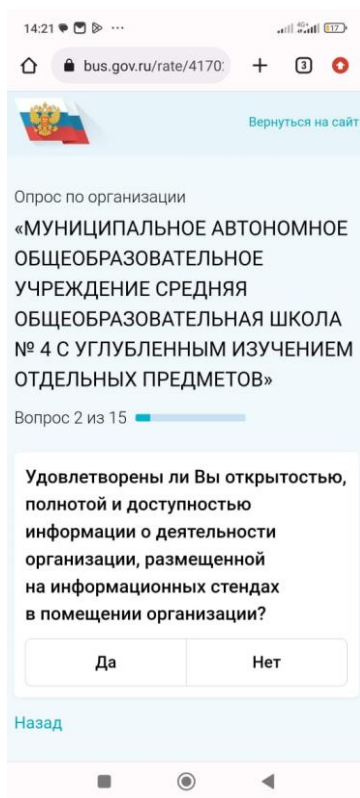 14:21
4G+
17
bus.gov.ru/rate/4170:
3
Вернуться на сайт
Опрос по организации
«МУНИЦИПАЛЬНОЕ АВТОНОМНОЕ
ОБЩЕОБРАЗОВАТЕЛЬНОЕ
УЧРЕЖДЕНИЕ СРЕДНЯЯ
ОБЩЕОБРАЗОВАТЕЛЬНАЯ ШКОЛА
№ 4 С УГЛУБЛЕННЫМ ИЗУЧЕНИЕМ
ОТДЕЛЬНЫХ ПРЕДМЕТОВ»
Вопрос 2 из 15
Удовлетворены ли Вы открытостью,
полнотой и доступностью
информации о деятельности
организации, размещенной
на информационных стендах
в помещении организации?
Да
Нет
Назад